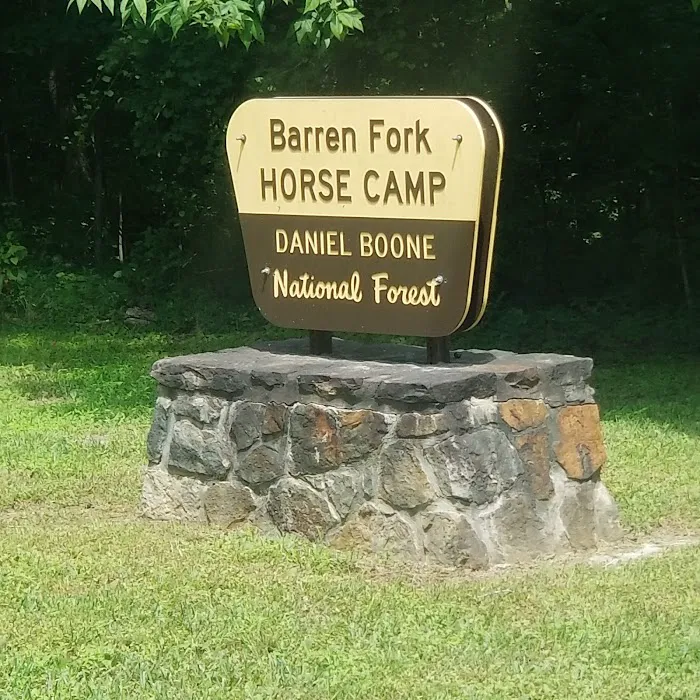 Barren Fork
HORSE CAMP
DANIEL BOONE
National Forest